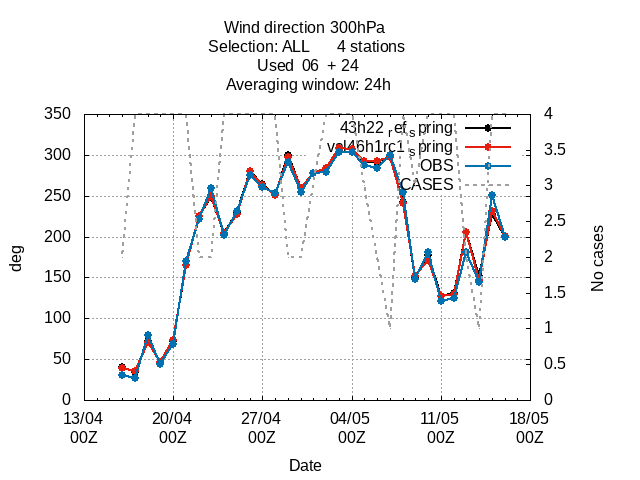 Wind direction 300hPa
Selection: ALL      4 stations
Used  06  + 24
Averaging window: 24h
350
300
250
200
150
100
50
0
deg
4
3.5
3
2.5
2
1.5
1
0.5
0
No cases
43h22_ref_spring
OBS
CASES
13/04 20/04 27/04 04/05 11/05 18/05
00Z 00Z 00Z 00Z 00Z 00Z
Date